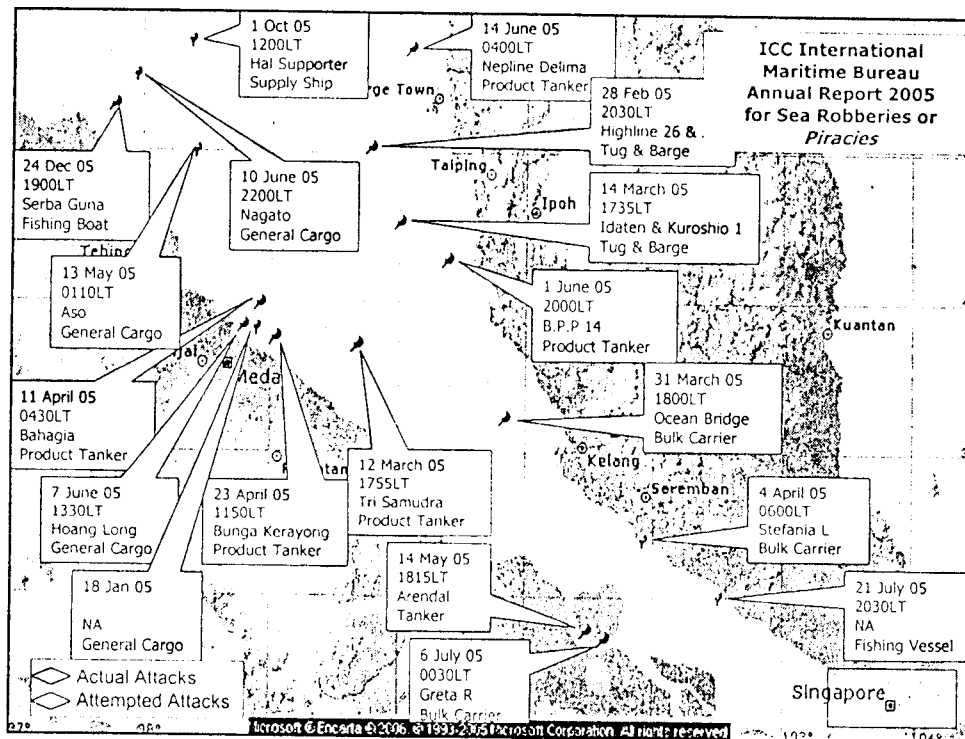 1 Oct 05
1200LT
Hal Supporter
Supply Ship
14 June 05
0400LT
Nepline Delima
Product Tanker
ICC International
Maritime Bureau
Annual Report 2005
for Sea Robberies or
Piracies
rge Town
28 Feb 05
2030LT
Highline 26 & .
Tug & Barge
24 Dec 05
1900LT
Serba Guna
Fishing Boat
10 June 05
2200LT
Nagato
General Cargo
Taiping
Ipoh
14 March 05
1735LT
Idaten & Kuroshio 1
Tug & Barge
13 May 05
0110LT
Aso
General Cargo
1 June 05
2000LT
B.P.P 14
Product Tanker
Kuantan
jai
Meda
11 April 05
0430LT
Bahagia
Product Tanker
31 March 05
1800LT
Ocean Bridge
Bulk Carrier
Kelang
Seremban
7 June 05
1330LT
Hoang Long
General Cargo
23 April 05
1150LT
Bunga Kerayong
Product Tanker
12 March 05
1755LT
Tri Samudra
Product Tanker
4 April 05
0600LT
Stefania L
Bulk Carrier
18 Jan 05
NA
General Cargo
14 May 05
1815LT
Arendal
Tanker
21 July 05
2030LT
NA
Fishing Vessel
6 July 05
0030LT
Greta R
Bulk Carrier
Actual Attacks
Attempted Attacks
Singapore
97°
98°
Microsoft © Encarta © 2006. © 1993-2005 Microsoft Corporation. All rights reserved.
103°
104°